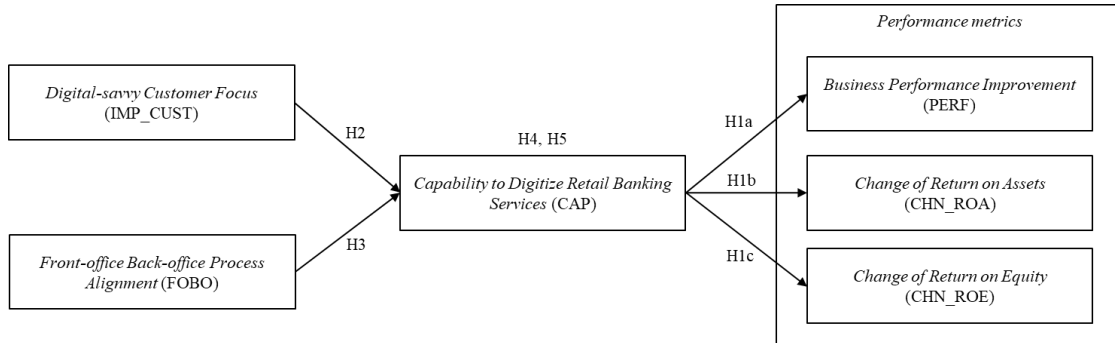 Performance metrics
Digital-savvy Customer Focus
(IMP_CUST)
Business Performance Improvement
(PERF)
H1a
H2
H4, H5
Capability to Digitize Retail Banking
Services (CAP)
H1b
Change of Return on Assets
(CHN_ROA)
H3
Front-office Back-office Process
Alignment (FOBO)
H1c
Change of Return on Equity
(CHN_ROE)